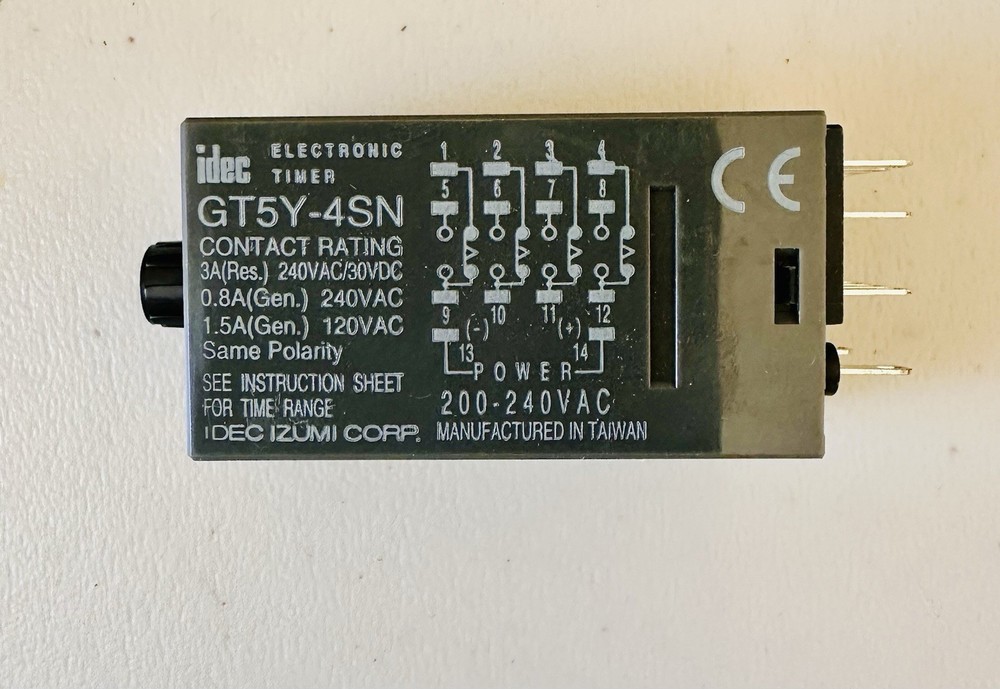 idec ELECTRONIC
TIMER
GT5Y-4SN
CONTACT RATING
3A(Res.) 240VAC/30VDC
0.8A(Gen.) 240VAC
1.5A(Gen.) 120VAC
Same Polarity
SEE INSTRUCTION SHEET
FOR TIME RANGE
IDEC IZUMI CORP.
1 2 3 4
5 6 7 8
9 10 11 12
(-) (+)
13 14
POWER
200-240VAC
MANUFACTURED IN TAIWAN
CE